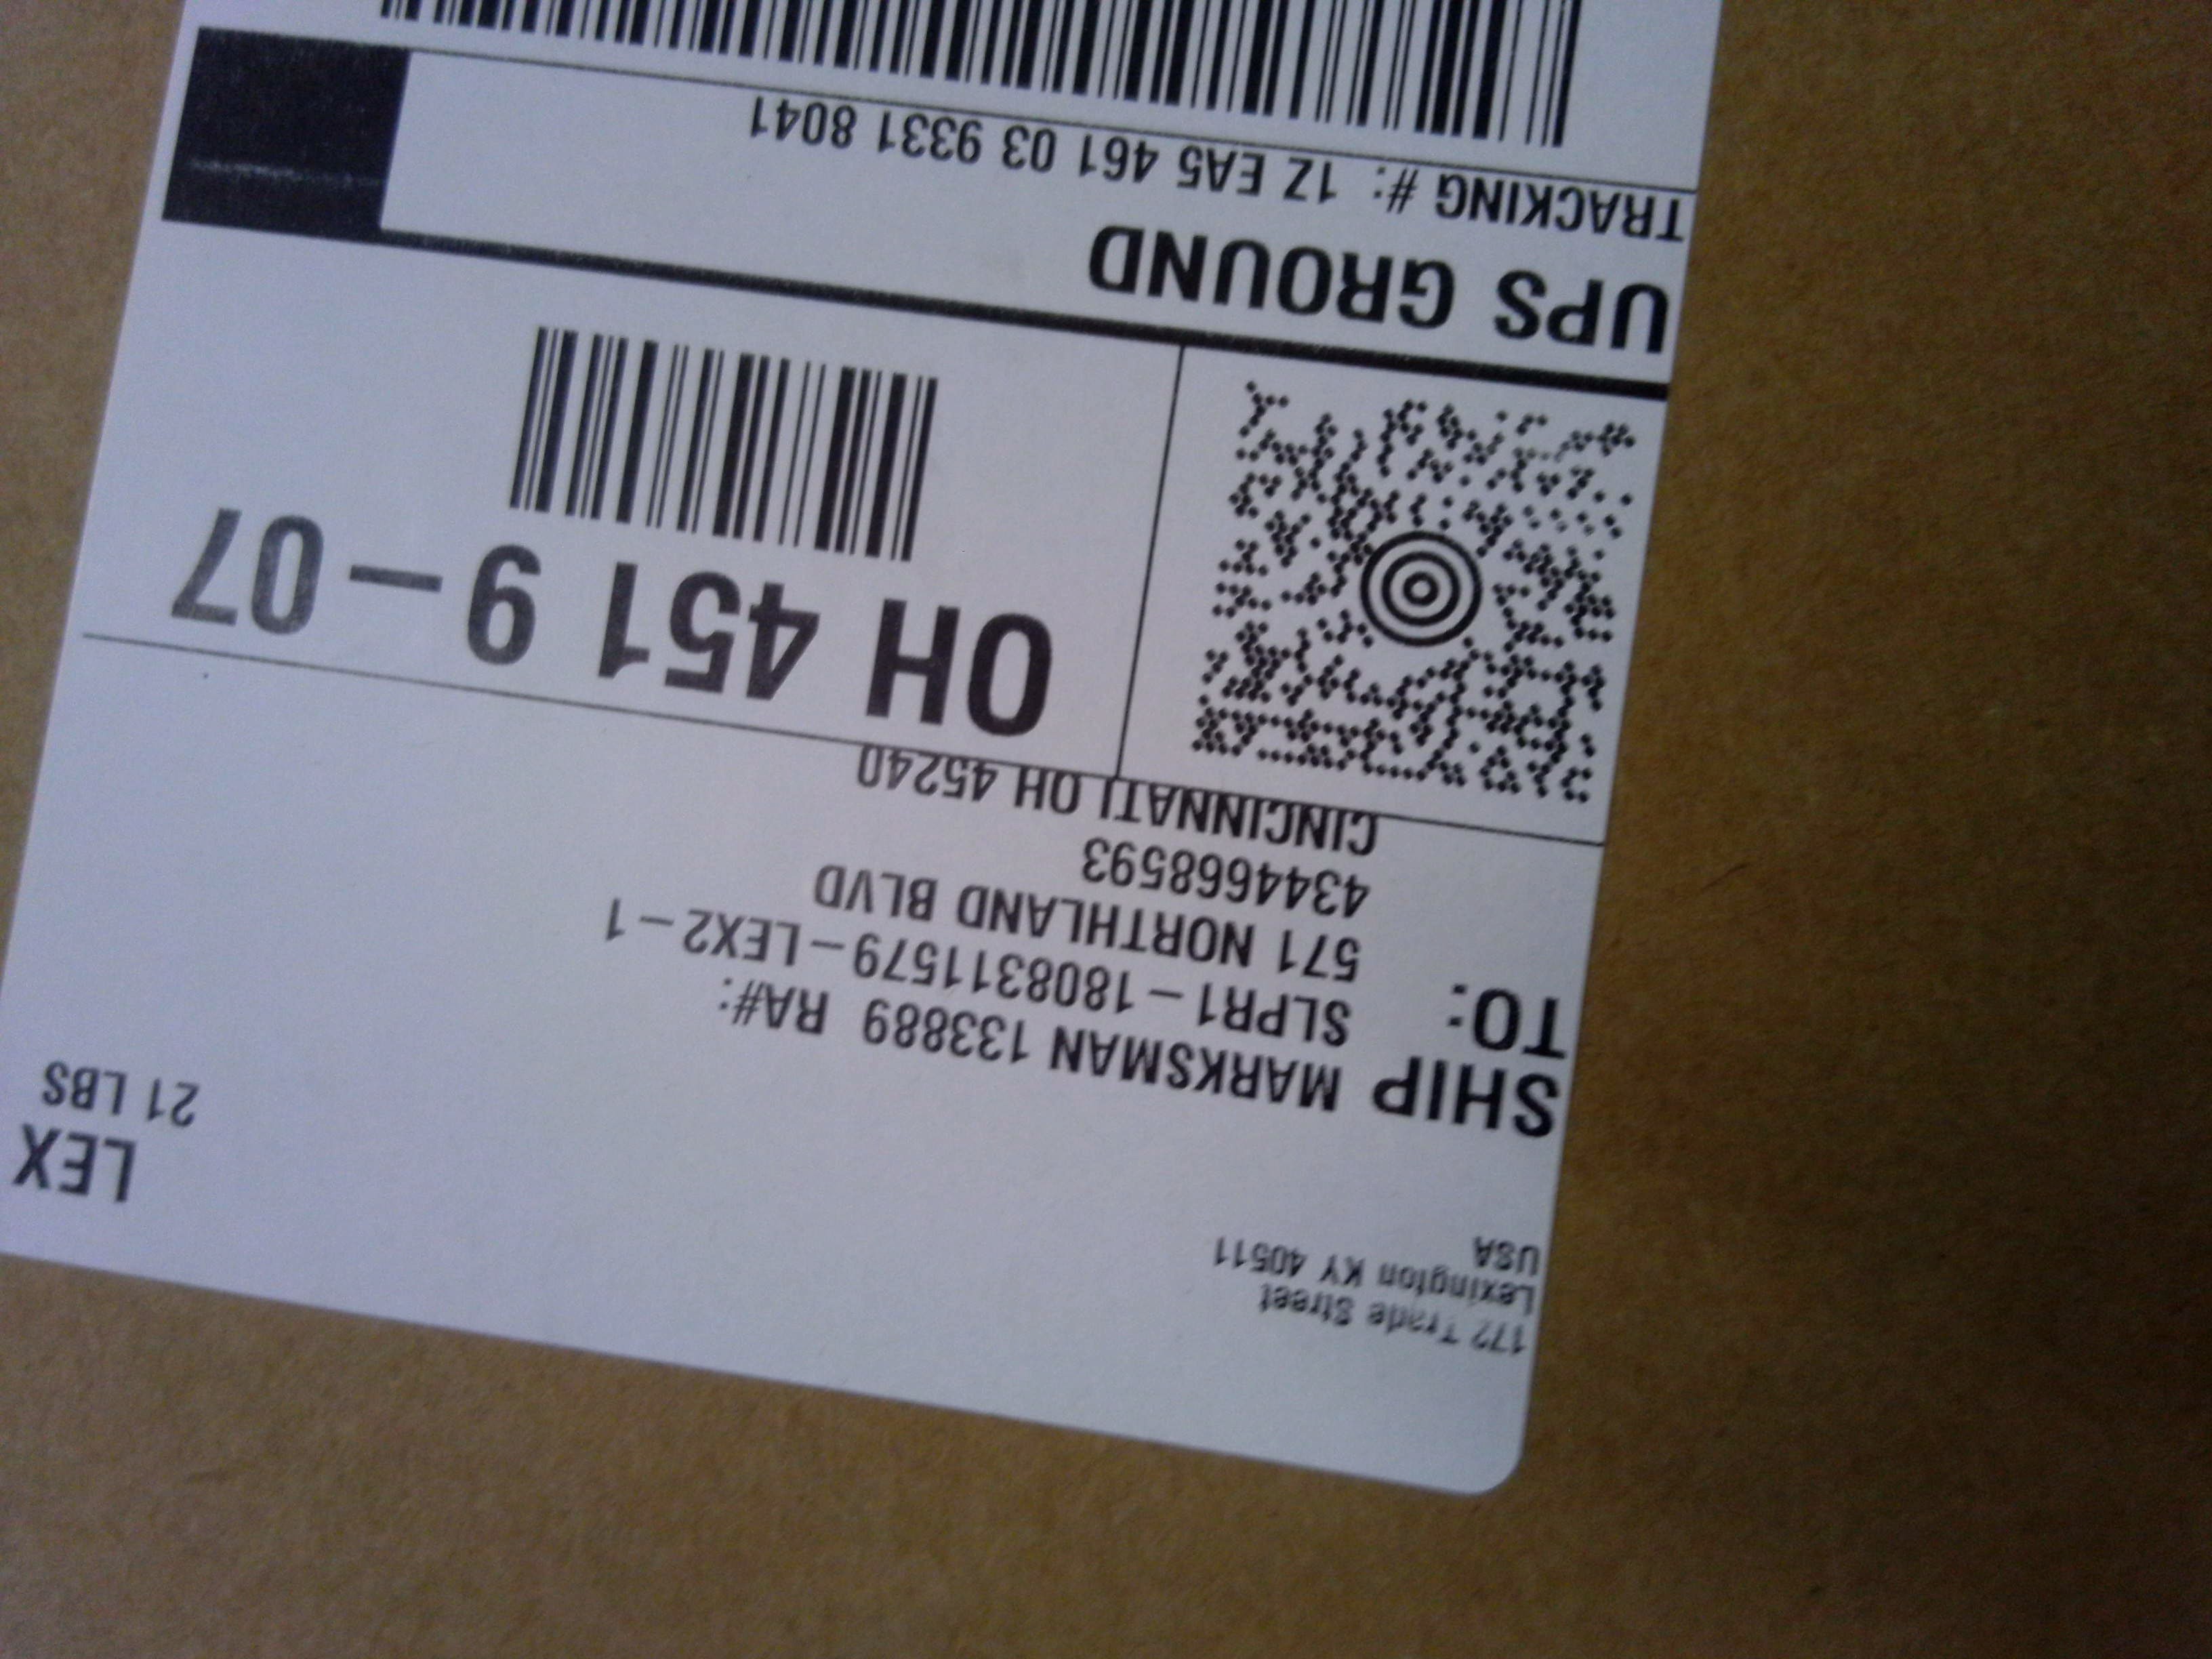 172 Trade Street
Lexington KY 40511
USA
LEX
21 LBS
SHIP
TO:
MARKSMAN 133889 RA#:
SLPR1-1808311579-LEX2-1
571 NORTHLAND BLVD
4344668593
CINCINNATI OH 45240
OH 451 9-07
UPS GROUND
TRACKING #: 1Z EA5 461 03 9331 8041